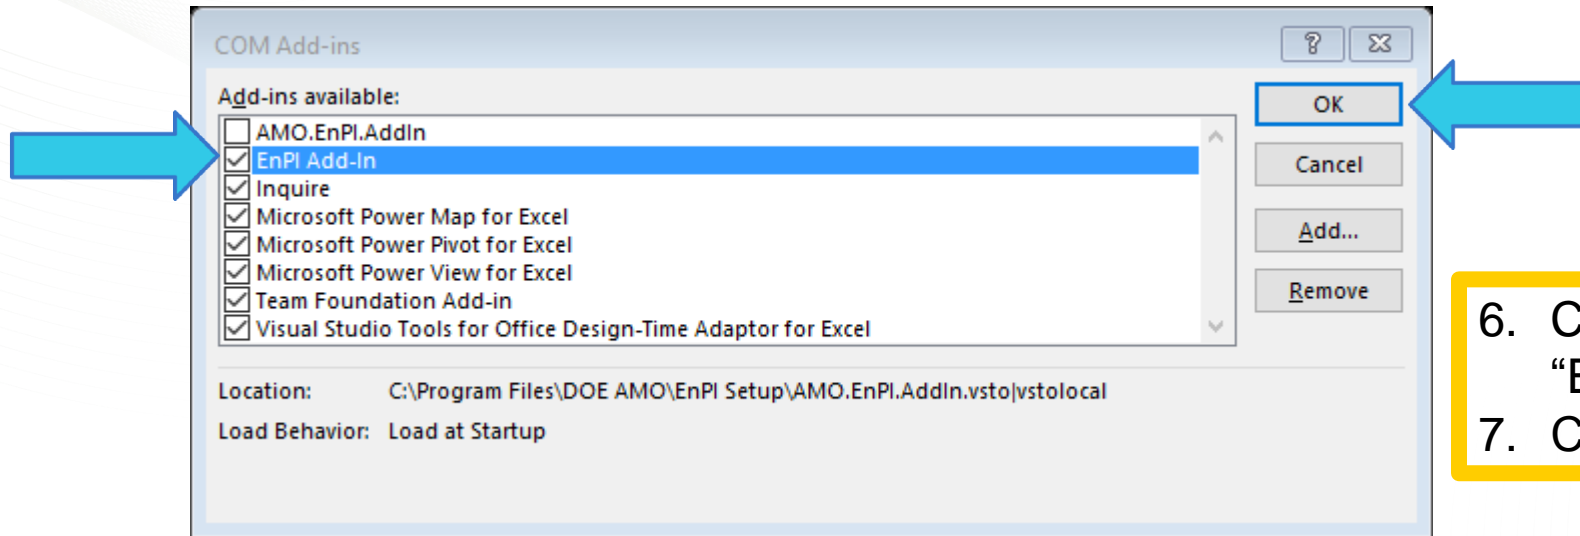 COM Add-ins
Add-ins available:
OK
AMO.EnPI.AddIn
EnPI Add-In
Cancel
Inquire
Microsoft Power Map for Excel
Add...
Microsoft Power Pivot for Excel
Microsoft Power View for Excel
Remove
Team Foundation Add-in
Visual Studio Tools for Office Design-Time Adaptor for Excel
Location: C:\Program Files\DOE AMO\EnPI Setup\AMO.EnPI.AddIn.vsto|vstolocal
Load Behavior: Load at Startup
6.
7.